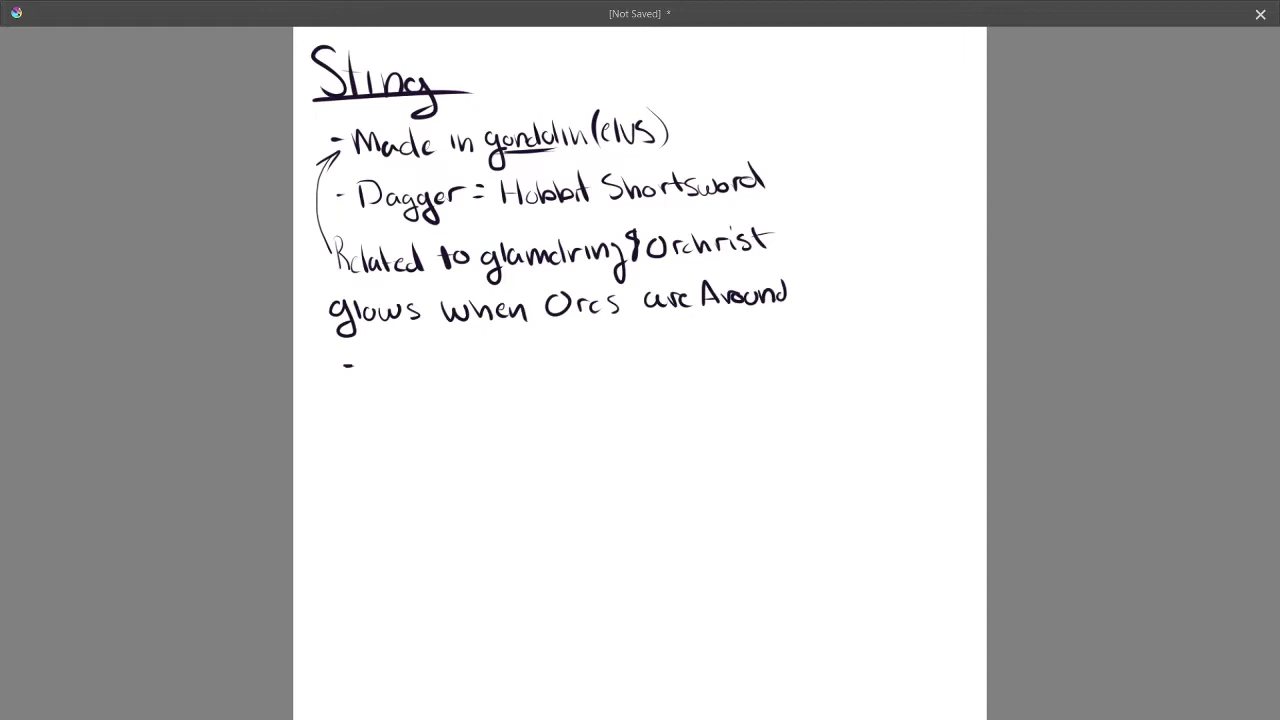 [Not Saved] *
Sting
- Made in gondolin (elvs)
- Dagger = Hobbit Shortsword
Related to glamdring & Orchrist
glows when Orcs are Around
-